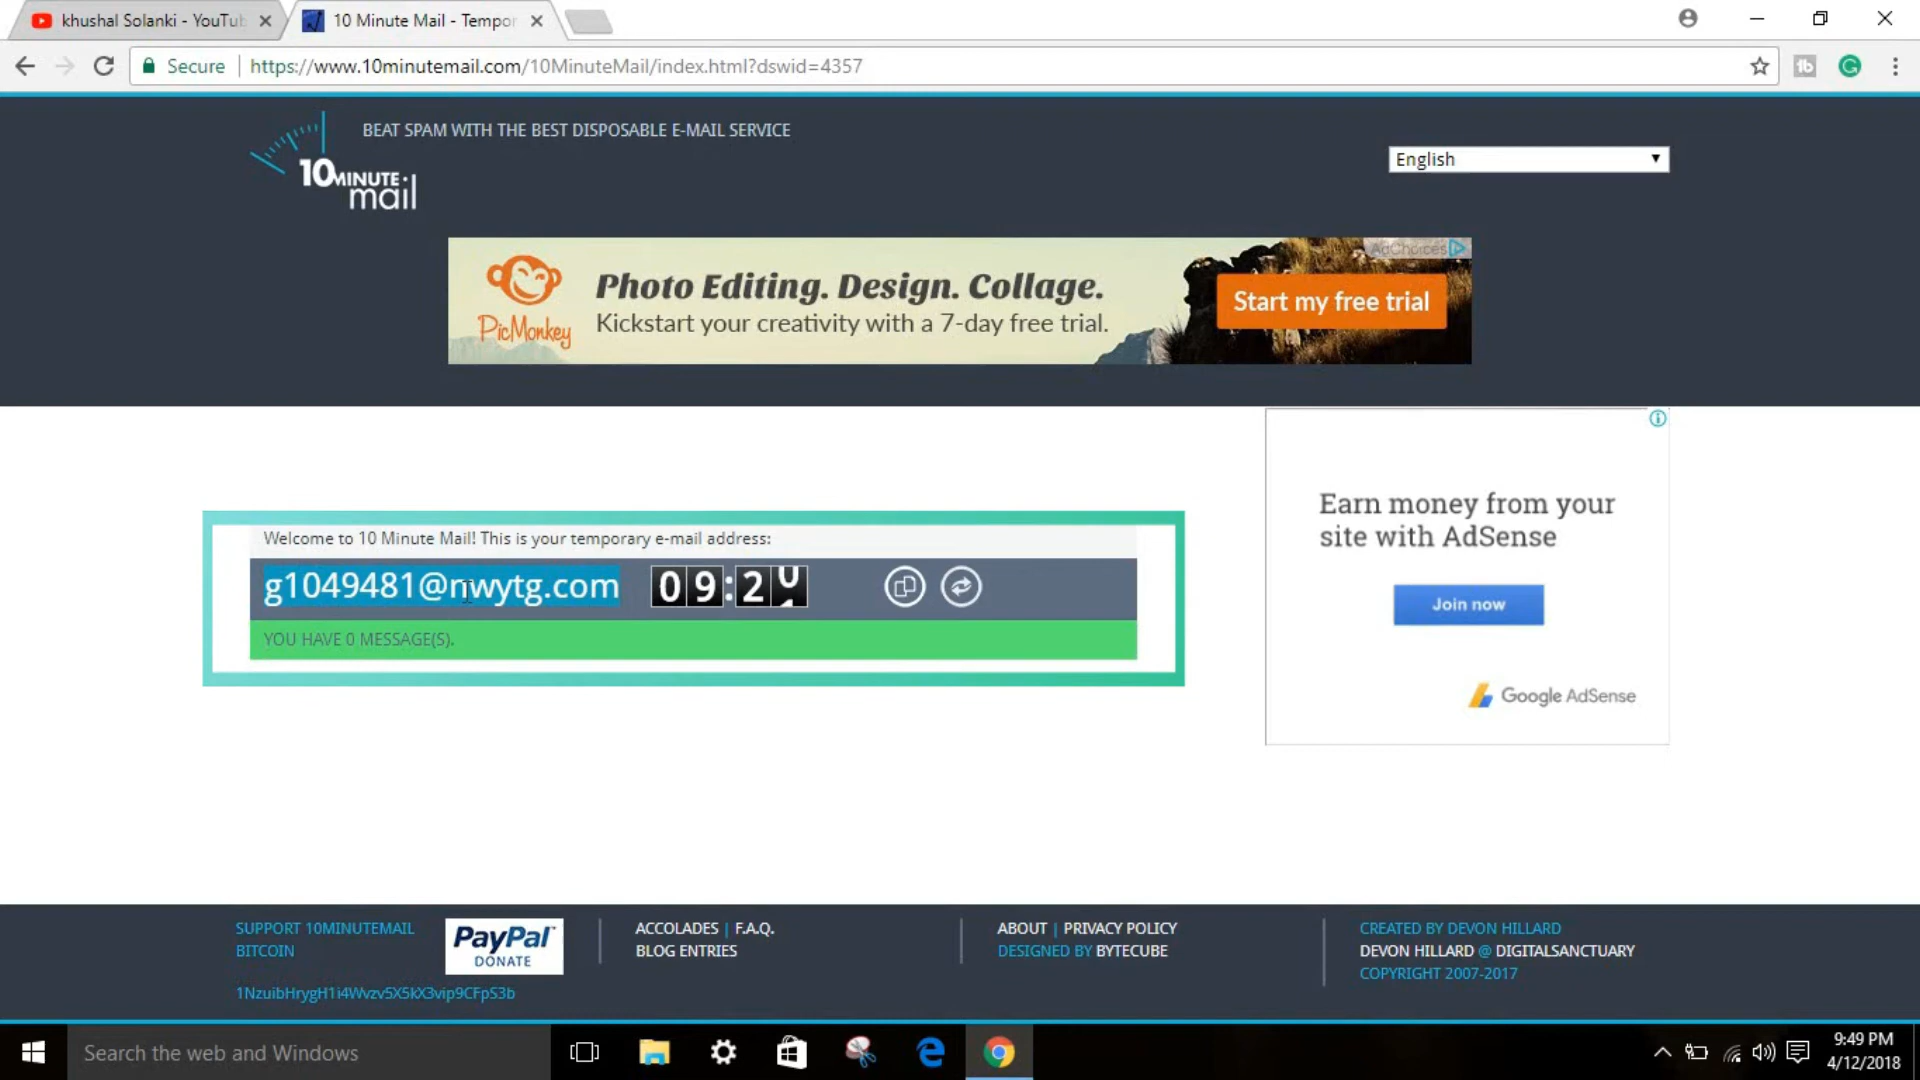 khushal Solanki - YouTub
10 Minute Mail - Tempor
Secure
https://www.10minutemail.com/10MinuteMail/index.html?dswid=4357
BEAT SPAM WITH THE BEST DISPOSABLE E-MAIL SERVICE
10 MINUTE
mail
English
AdChoices
PicMonkey
Photo Editing. Design. Collage.
Kickstart your creativity with a 7-day free trial.
Start my free trial
Welcome to 10 Minute Mail! This is your temporary e-mail address:
g1049481@nwytg.com
09:2
YOU HAVE 0 MESSAGE(S).
Earn money from your
site with AdSense
Join now
Google AdSense
SUPPORT 10MINUTEMAIL
BITCOIN
1NzuibHrygH1i4Wvzv5X5kX3vip9CFpS3b
PayPal
DONATE
ACCOLADES | F.A.Q.
BLOG ENTRIES
ABOUT | PRIVACY POLICY
DESIGNED BY BYTECUBE
CREATED BY DEVON HILLARD
DEVON HILLARD @ DIGITALSANCTUARY
COPYRIGHT 2007-2017
Search the web and Windows
9:49 PM
4/12/2018